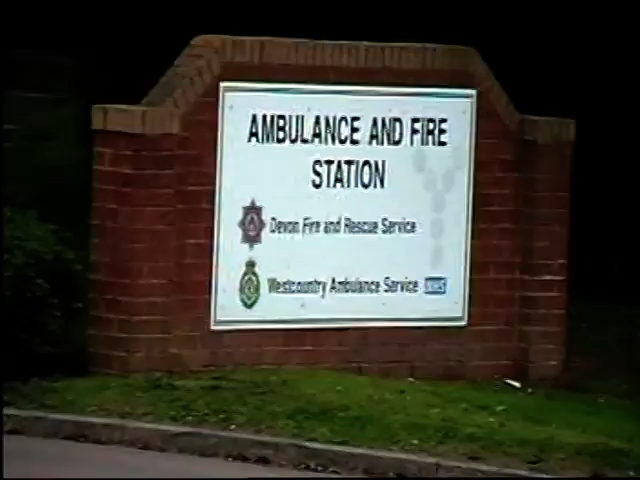 AMBULANCE AND FIRE
STATION
Devon Fire and Rescue Service
Westcountry Ambulance Service NHS